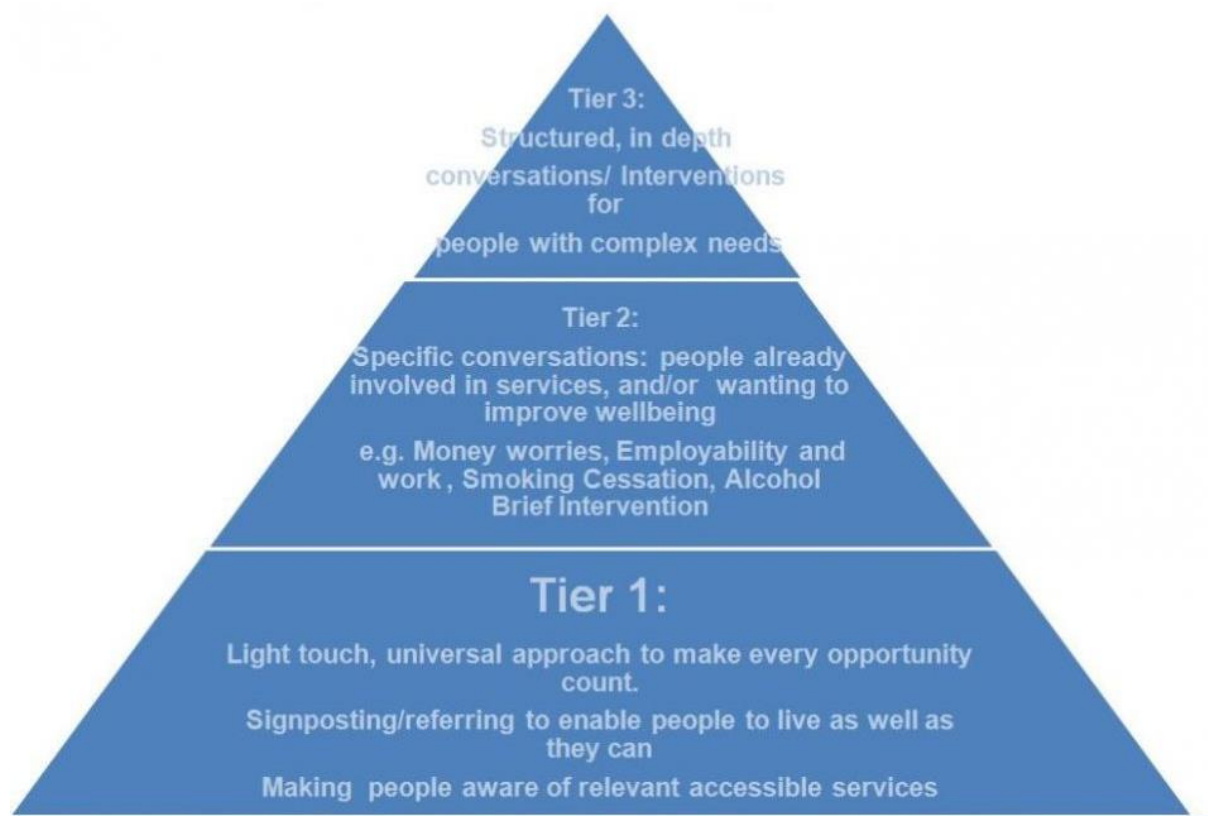 Tier 3:
Structured, in depth
conversations/ Interventions
for
people with complex needs
Tier 2:
Specific conversations: people already
involved in services, and/or wanting to
improve wellbeing
e.g. Money worries, Employability and
work , Smoking Cessation, Alcohol
Brief Intervention
Tier 1:
Light touch, universal approach to make every opportunity
count.
Signposting/referring to enable people to live as well as
they can
Making people aware of relevant accessible services